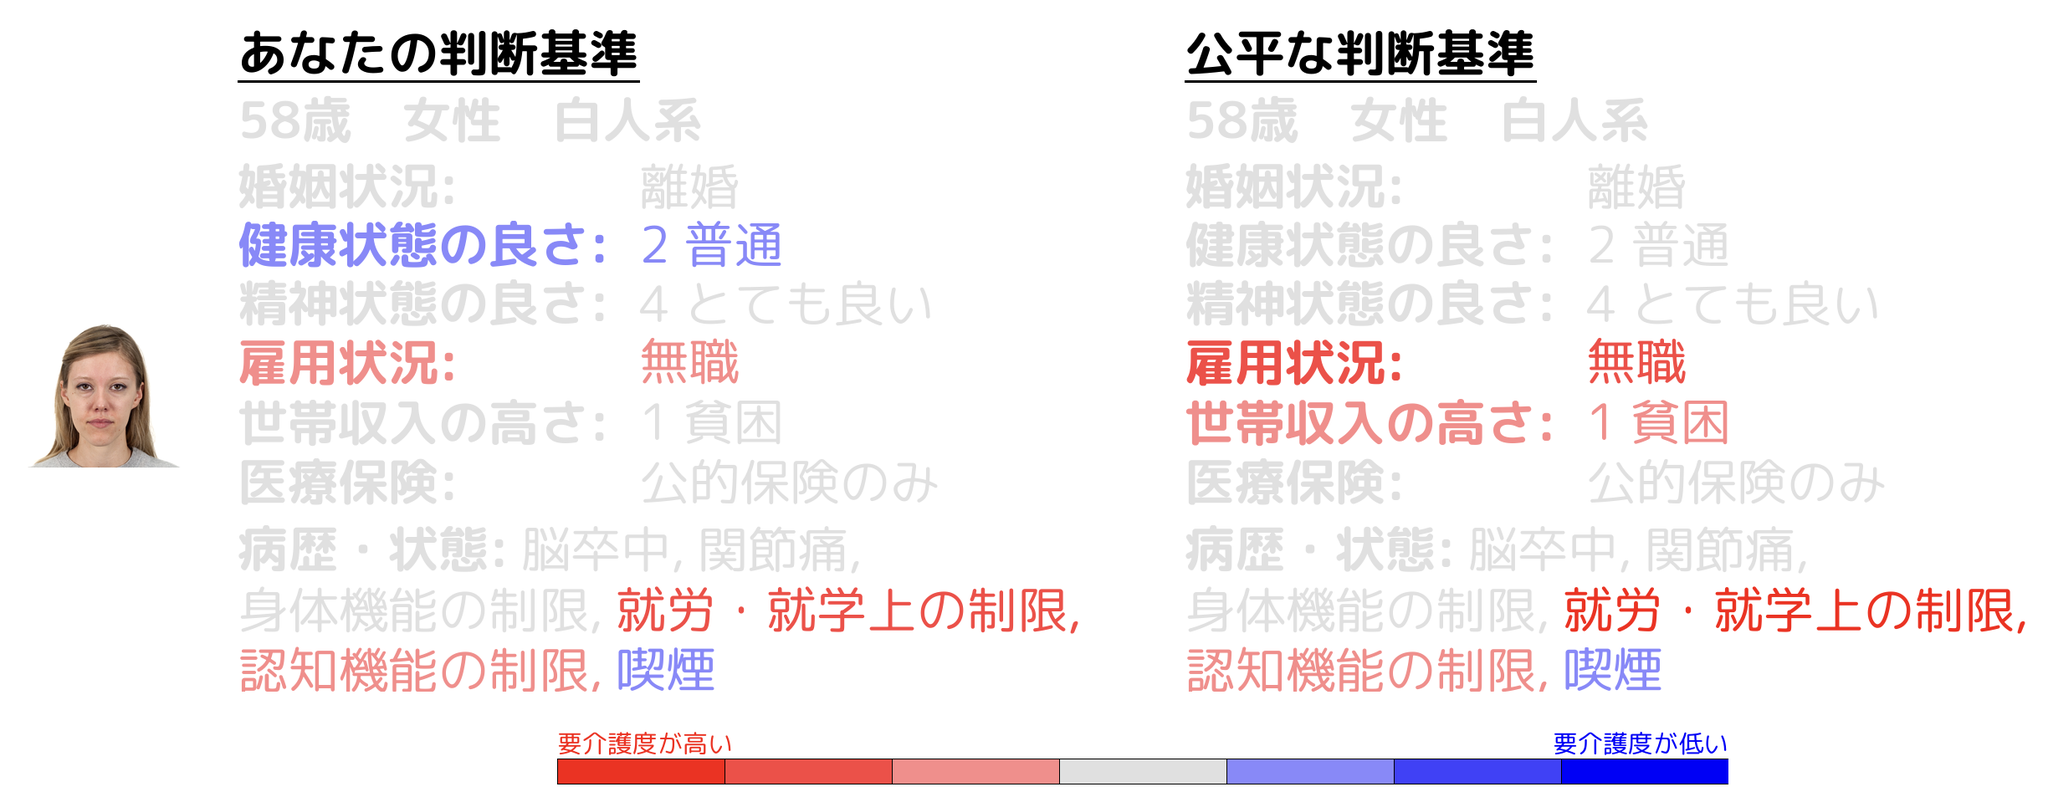 あなたの判断基準
58歳　女性　白人系
婚姻状況: 離婚
健康状態の良さ: 2 普通
精神状態の良さ: 4 とても良い
雇用状況: 無職
世帯収入の高さ: 1 貧困
医療保険: 公的保険のみ
病歴・状態: 脳卒中, 関節痛,
身体機能の制限, 就労・就学上の制限,
認知機能の制限, 喫煙
公平な判断基準
58歳　女性　白人系
婚姻状況: 離婚
健康状態の良さ: 2 普通
精神状態の良さ: 4 とても良い
雇用状況: 無職
世帯収入の高さ: 1 貧困
医療保険: 公的保険のみ
病歴・状態: 脳卒中, 関節痛,
身体機能の制限, 就労・就学上の制限,
認知機能の制限, 喫煙
要介護度が高い
要介護度が低い